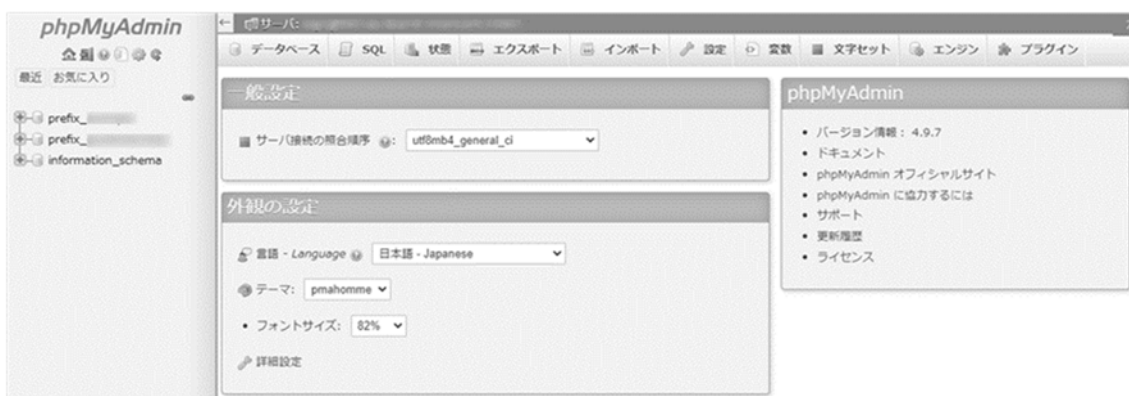 phpMyAdmin
最近 お気に入り
prefix_
prefix_
information_schema
サーバ:
データベース SQL 状態 エクスポート インポート 設定 変数 文字セット エンジン プラグイン
一般設定
サーバ接続の照合順序 : utf8mb4_general_ci
外観の設定
言語 - Language 日本語 - Japanese
テーマ: pmahomme
フォントサイズ: 82%
詳細設定
phpMyAdmin
バージョン情報： 4.9.7
ドキュメント
phpMyAdmin オフィシャルサイト
phpMyAdmin に協力するには
サポート
更新履歴
ライセンス